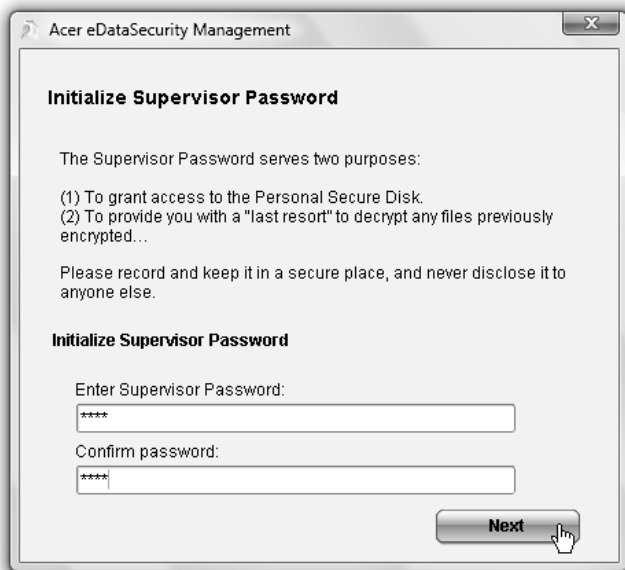 Acer eDataSecurity Management
X
Initialize Supervisor Password
The Supervisor Password serves two purposes:
(1) To grant access to the Personal Secure Disk.
(2) To provide you with a "last resort" to decrypt any files previously
encrypted...
Please record and keep it in a secure place, and never disclose it to
anyone else.
Initialize Supervisor Password
Enter Supervisor Password:
****
Confirm password:
****
Next